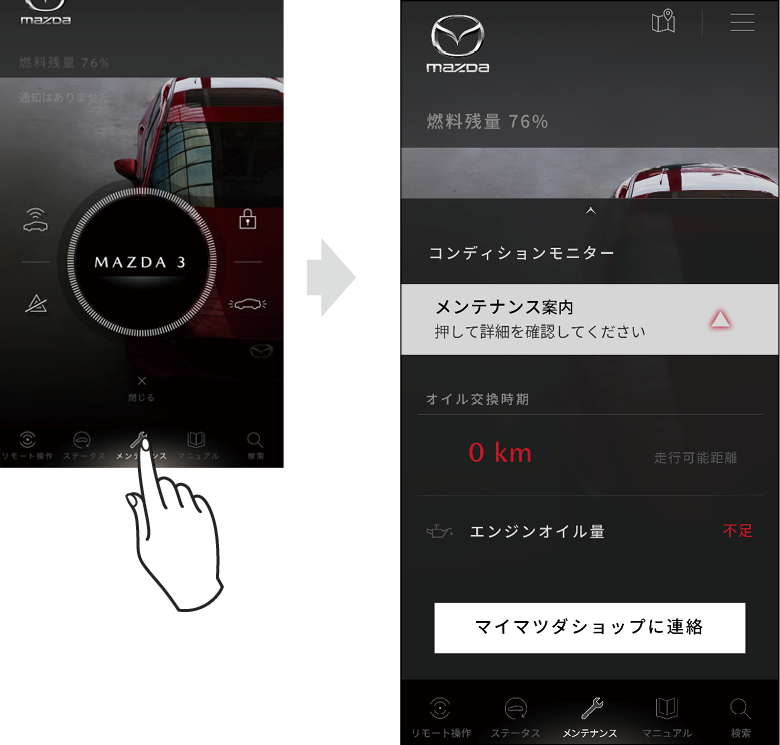 mazda
燃料残量 76%
通知はありません
MAZDA 3
閉じる
リモート操作 ステータス メンテナンス マニュアル 検索
mazda
燃料残量 76%
コンディションモニター
メンテナンス案内
押して詳細を確認してください
オイル交換時期
0 km 走行可能距離
エンジンオイル量 不足
マイマツダショップに連絡
リモート操作 ステータス メンテナンス マニュアル 検索